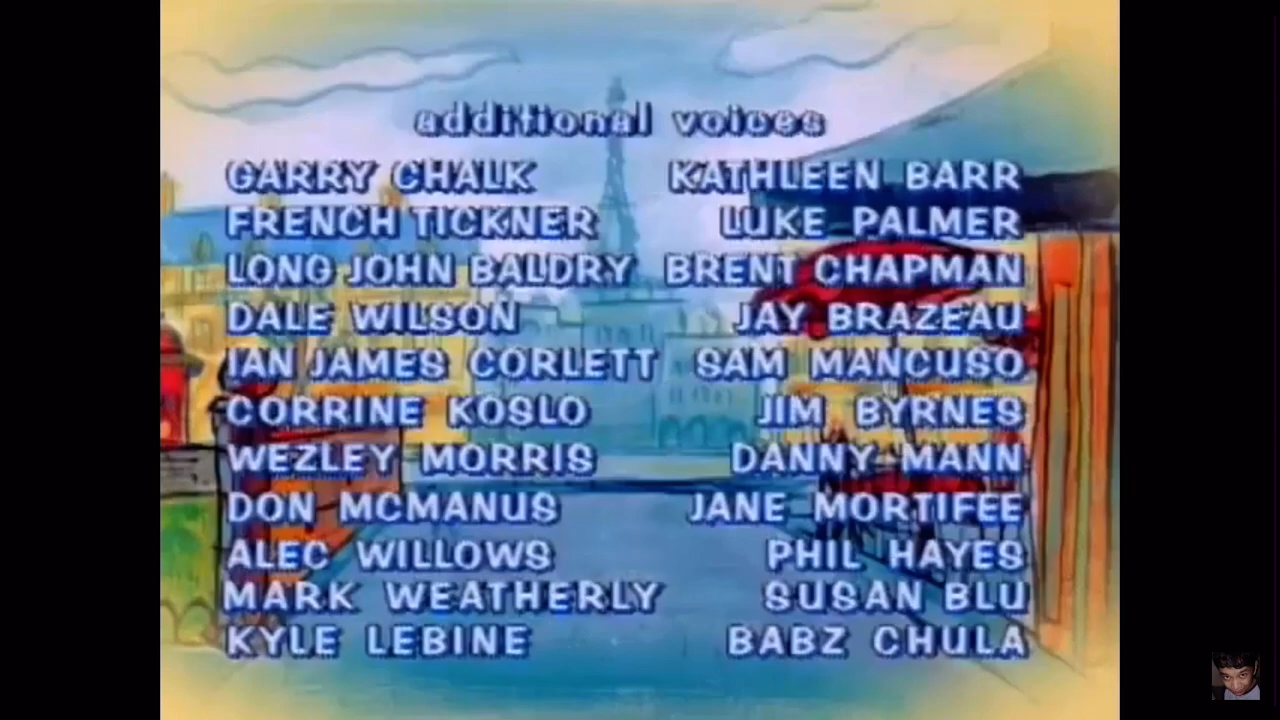 additional voices
GARRY CHALK KATHLEEN BARR
FRENCH TICKNER LUKE PALMER
LONG JOHN BALDRY BRENT CHAPMAN
DALE WILSON JAY BRAZEAU
IAN JAMES CORLETT SAM MANCUSO
CORRINE KOSLO JIM BYRNES
WEZLEY MORRIS DANNY MANN
DON MCMANUS JANE MORTIFEE
ALEC WILLOWS PHIL HAYES
MARK WEATHERLY SUSAN BLU
KYLE LEBINE BABZ CHULA